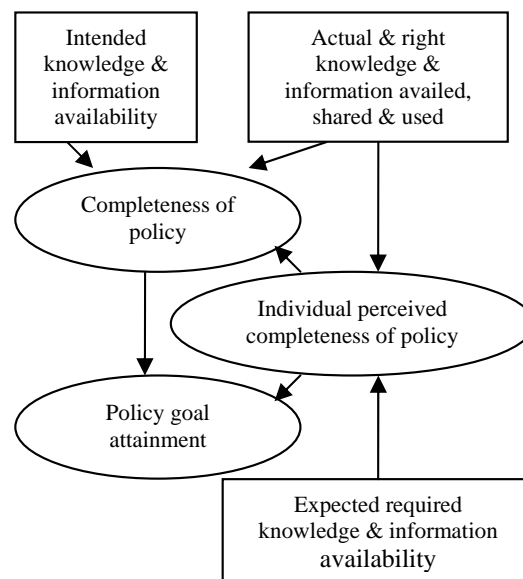 Intended
knowledge &
information
availability
Actual & right
knowledge &
information availed,
shared & used
Completeness of
policy
Individual perceived
completeness of policy
Policy goal
attainment
Expected required
knowledge & information
availability